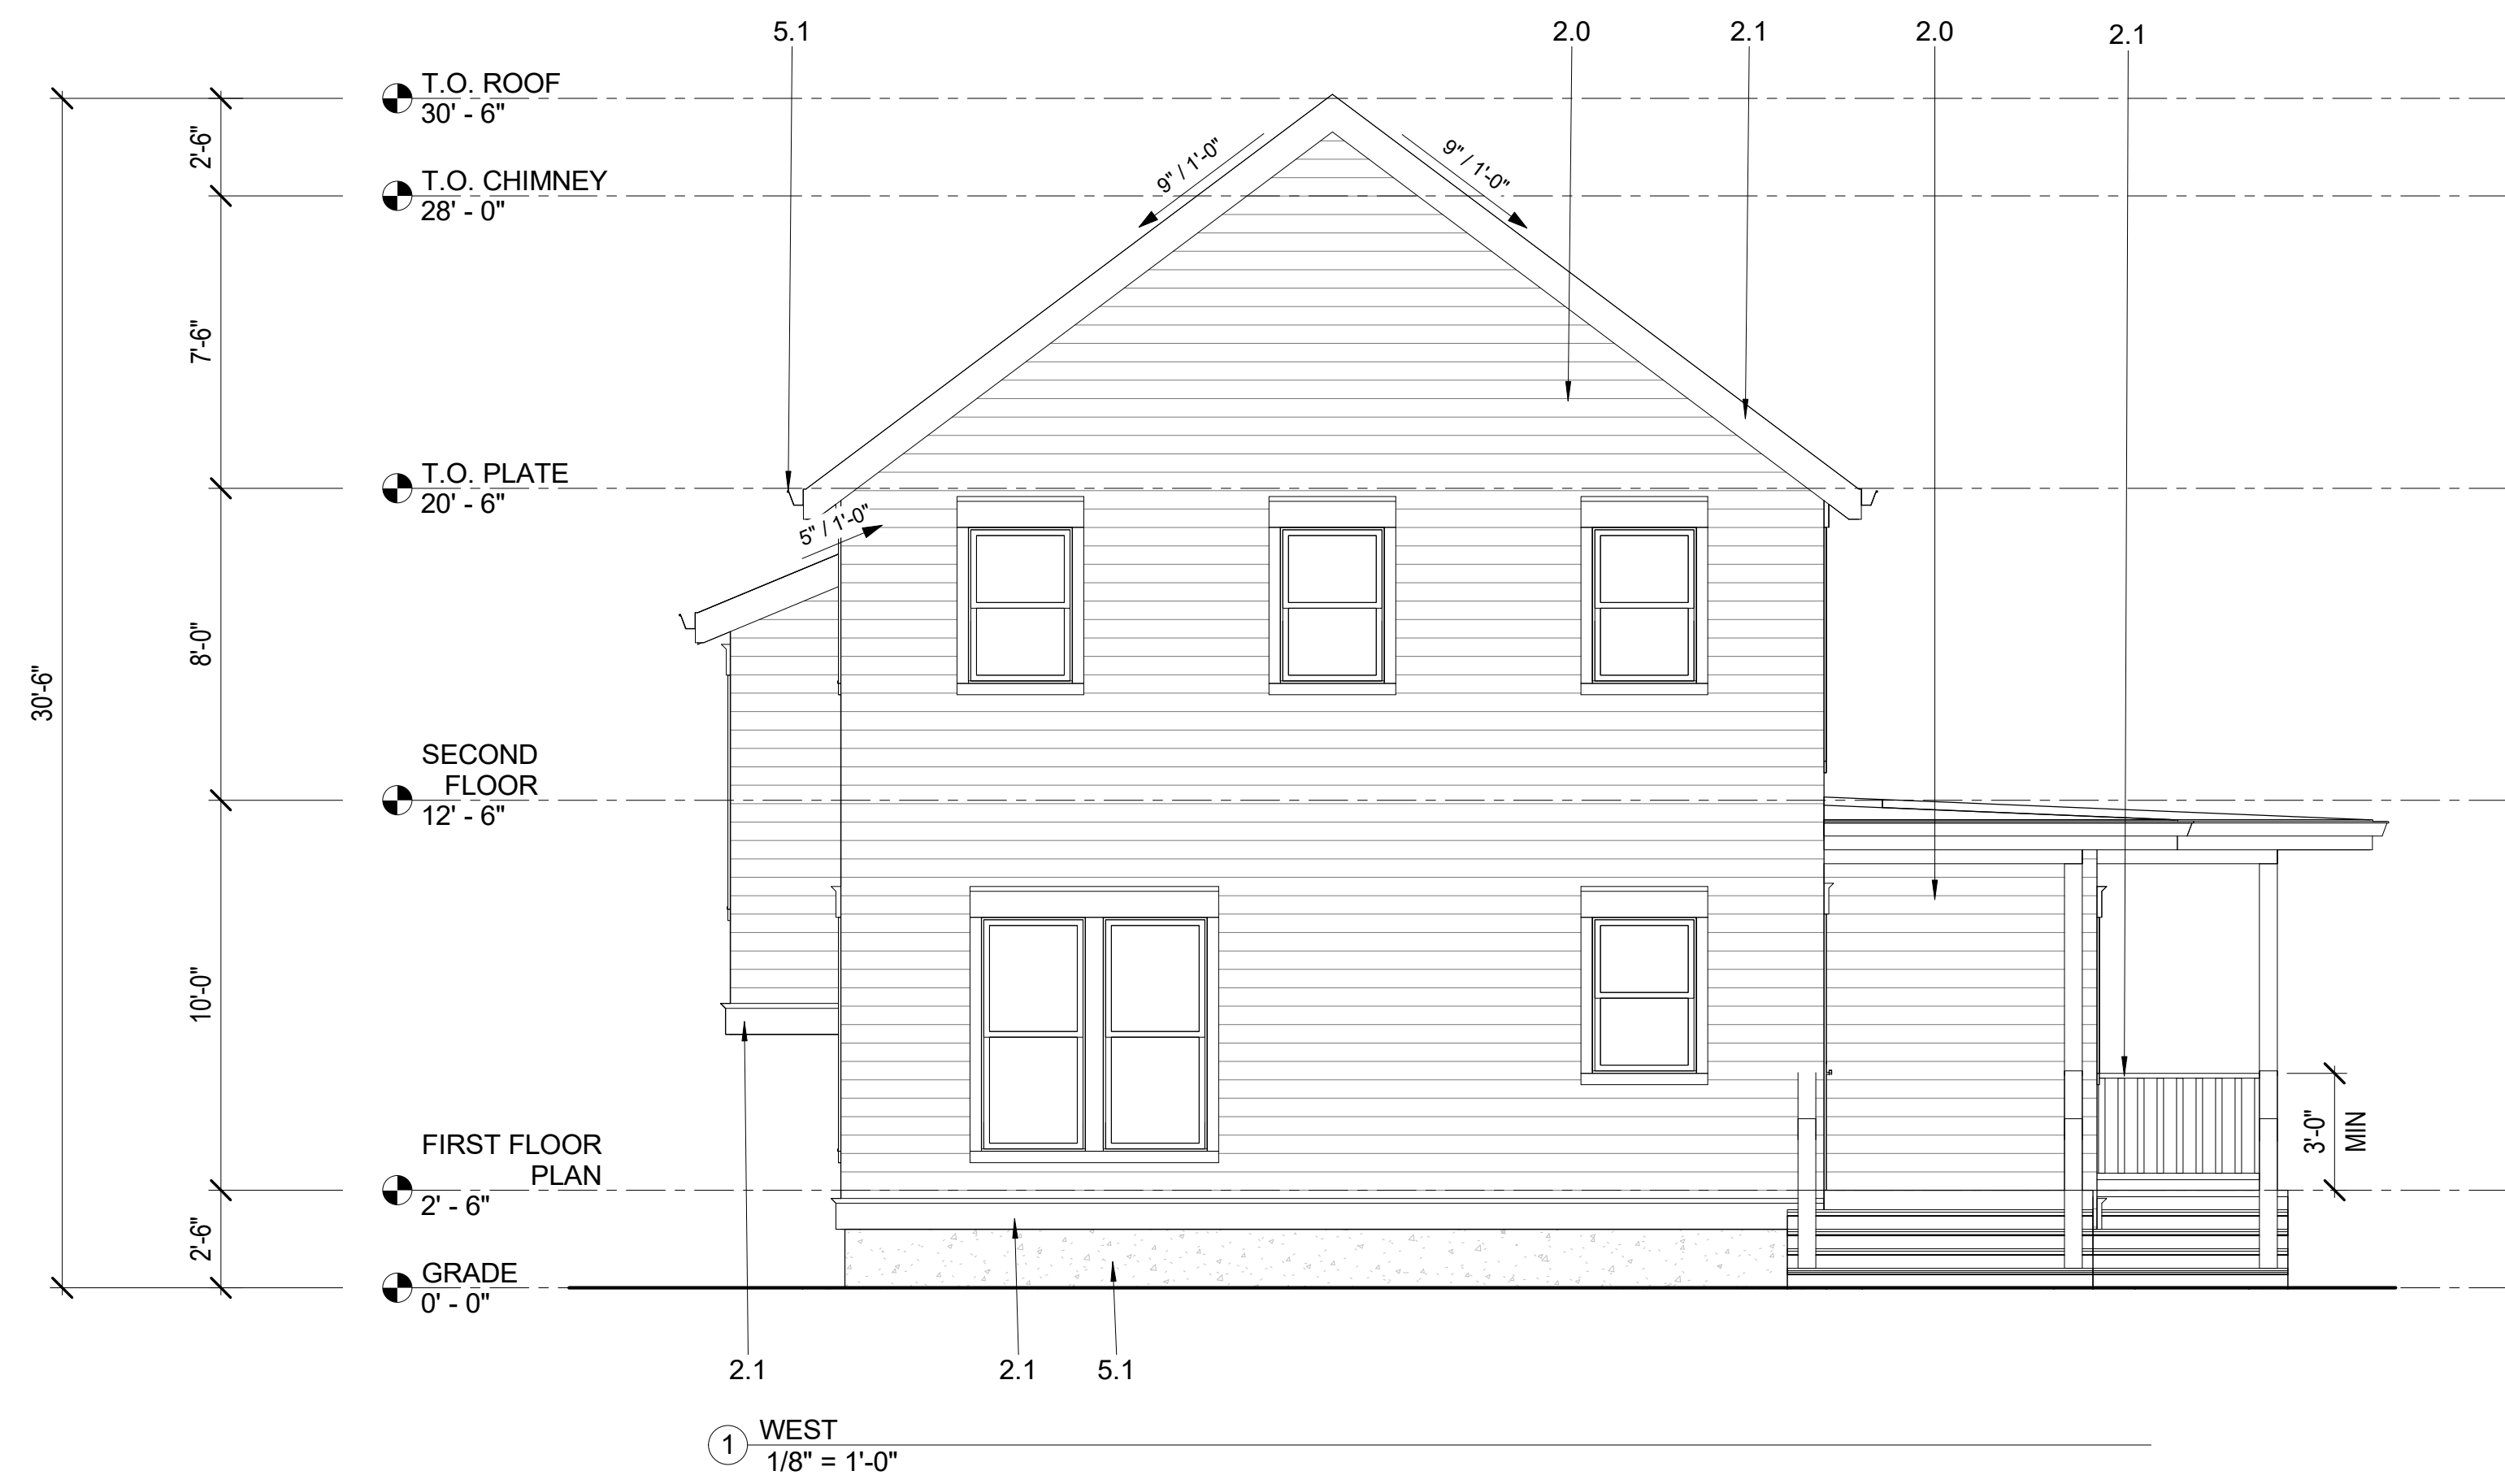 5.1
2.0
2.1
2.0
2.1
T.O. ROOF
30' - 6"
2'-6"
9" / 1'-0"
9" / 1'-0"
T.O. CHIMNEY
28' - 0"
7'-6"
T.O. PLATE
20' - 6"
5" / 1'-0"
8'-0"
30'-6"
SECOND
FLOOR
12' - 6"
10'-0"
FIRST FLOOR
PLAN
2' - 6"
3'-0"
MIN
2'-6"
GRADE
0' - 0"
2.1
2.1
5.1
1
WEST
1/8" = 1'-0"